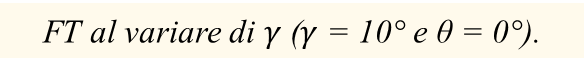 FT al variare di γ (γ = 10° e θ = 0°).